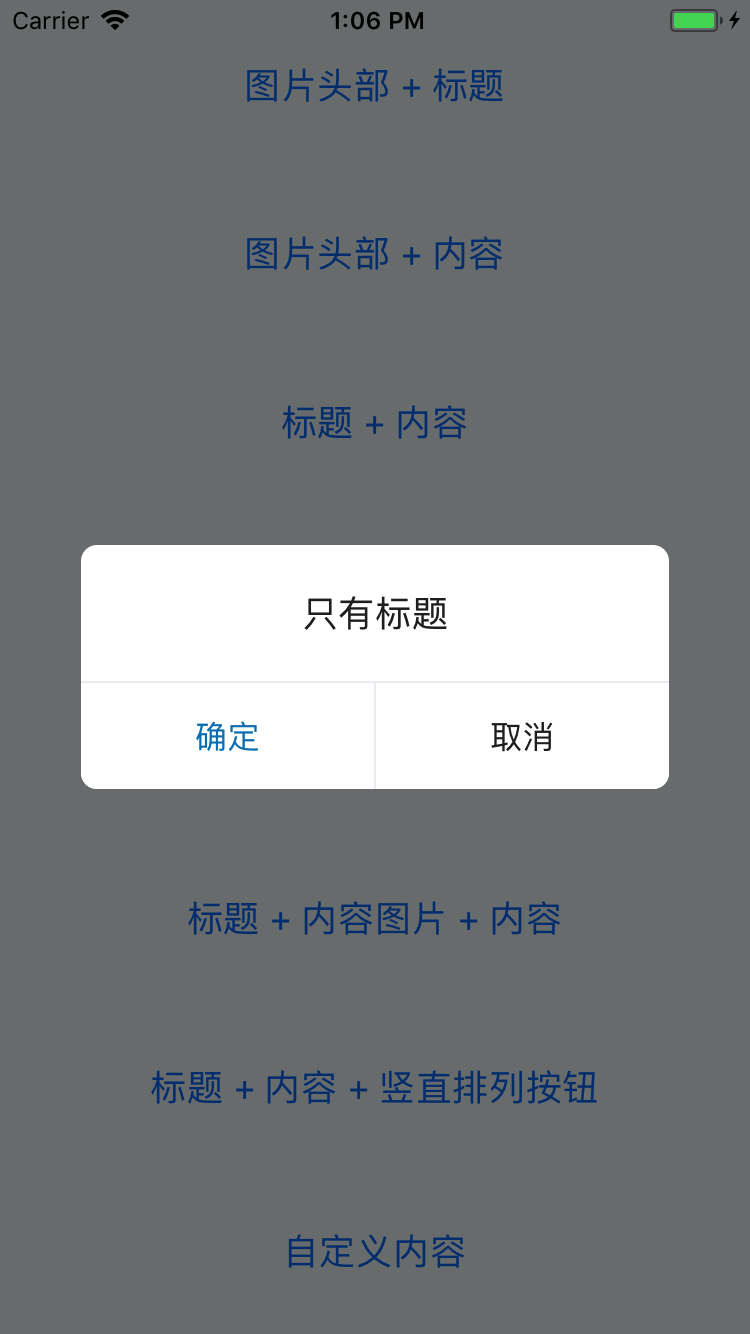 Carrier 1:06 PM
图片头部 + 标题
图片头部 + 内容
标题 + 内容
只有标题
确定 取消
标题 + 内容图片 + 内容
标题 + 内容 + 竖直排列按钮
自定义内容